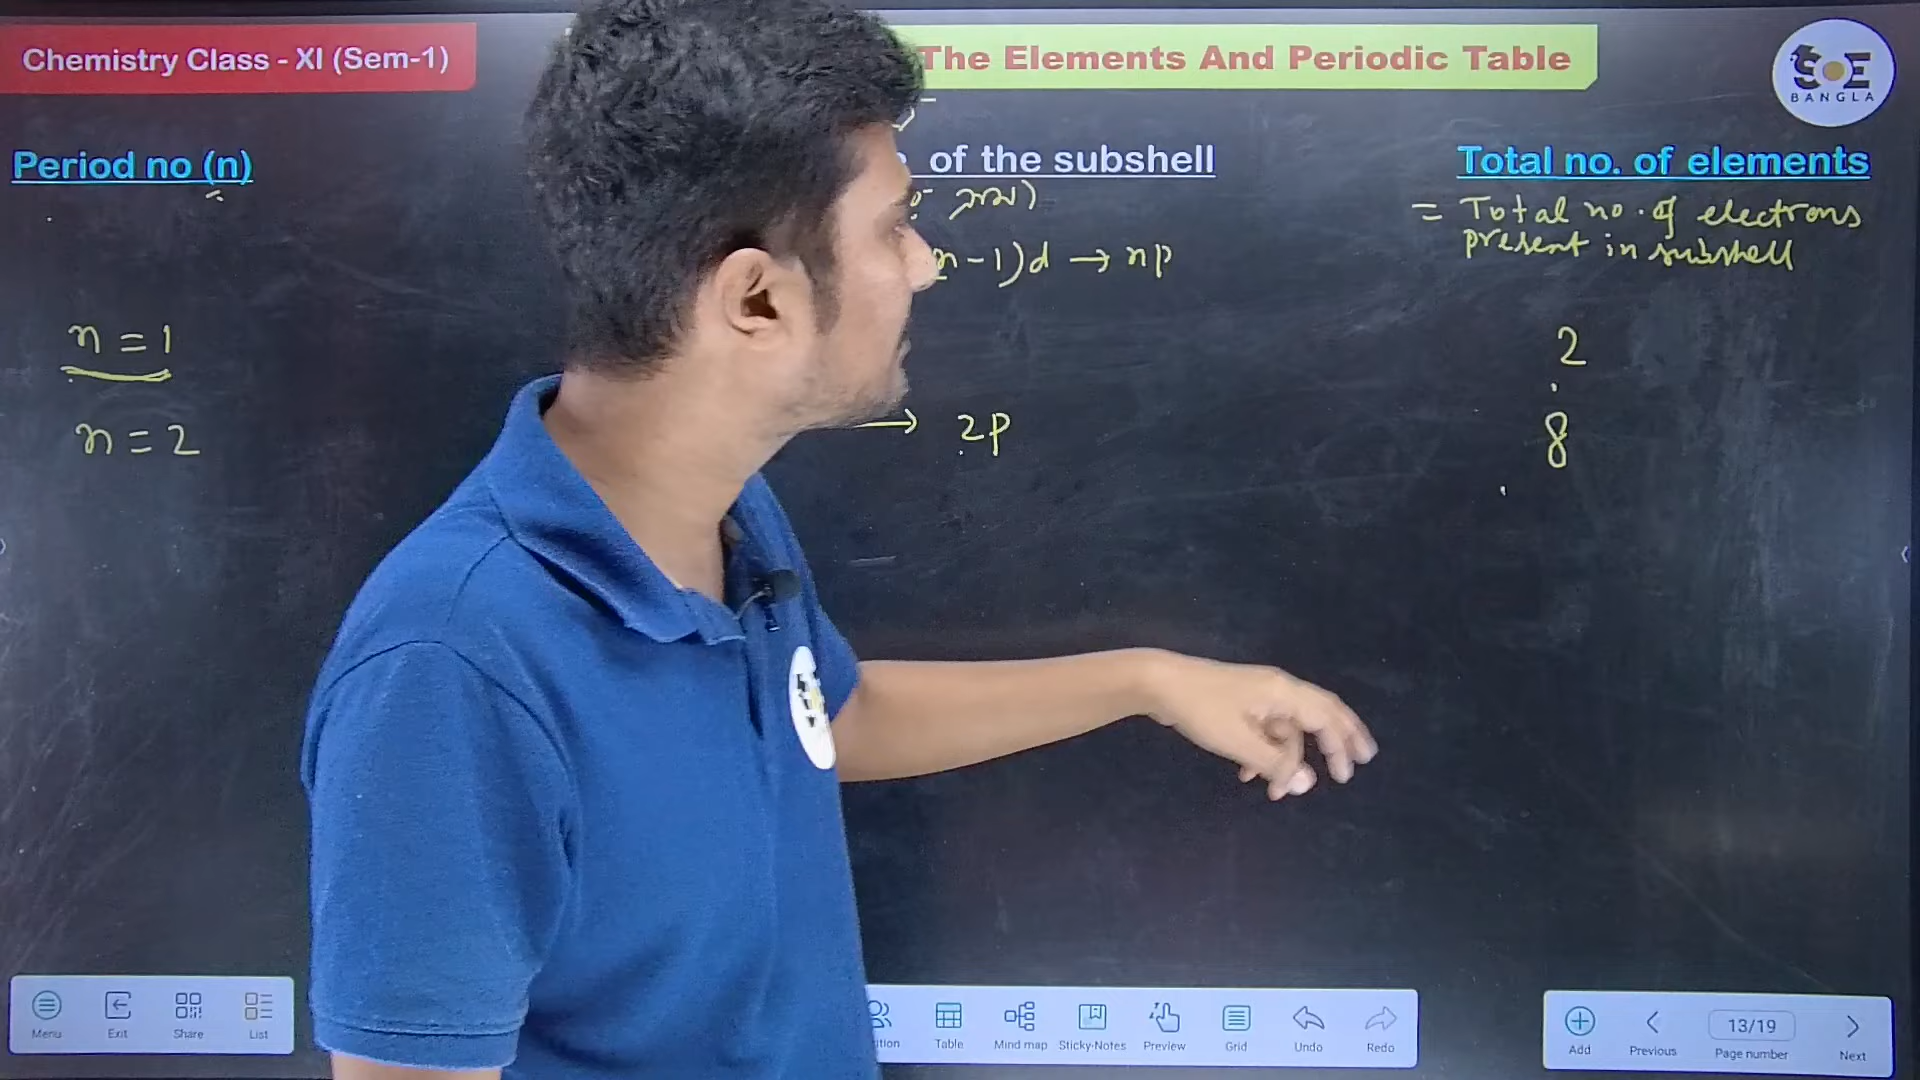 Chemistry Class - XI (Sem-1)
The Elements And Periodic Table
SOE
BANGLA
Period no (n)
of the subshell
Total no. of elements
= Total no. of electrons
present in subshell
n-1)d → np
n = 1
2
n = 2
→ 2p
8
Menu
Exit
Share
List
Table
Mind map
Sticky-Notes
Preview
Grid
Undo
Redo
Add
Previous
13/19
Page number
Next